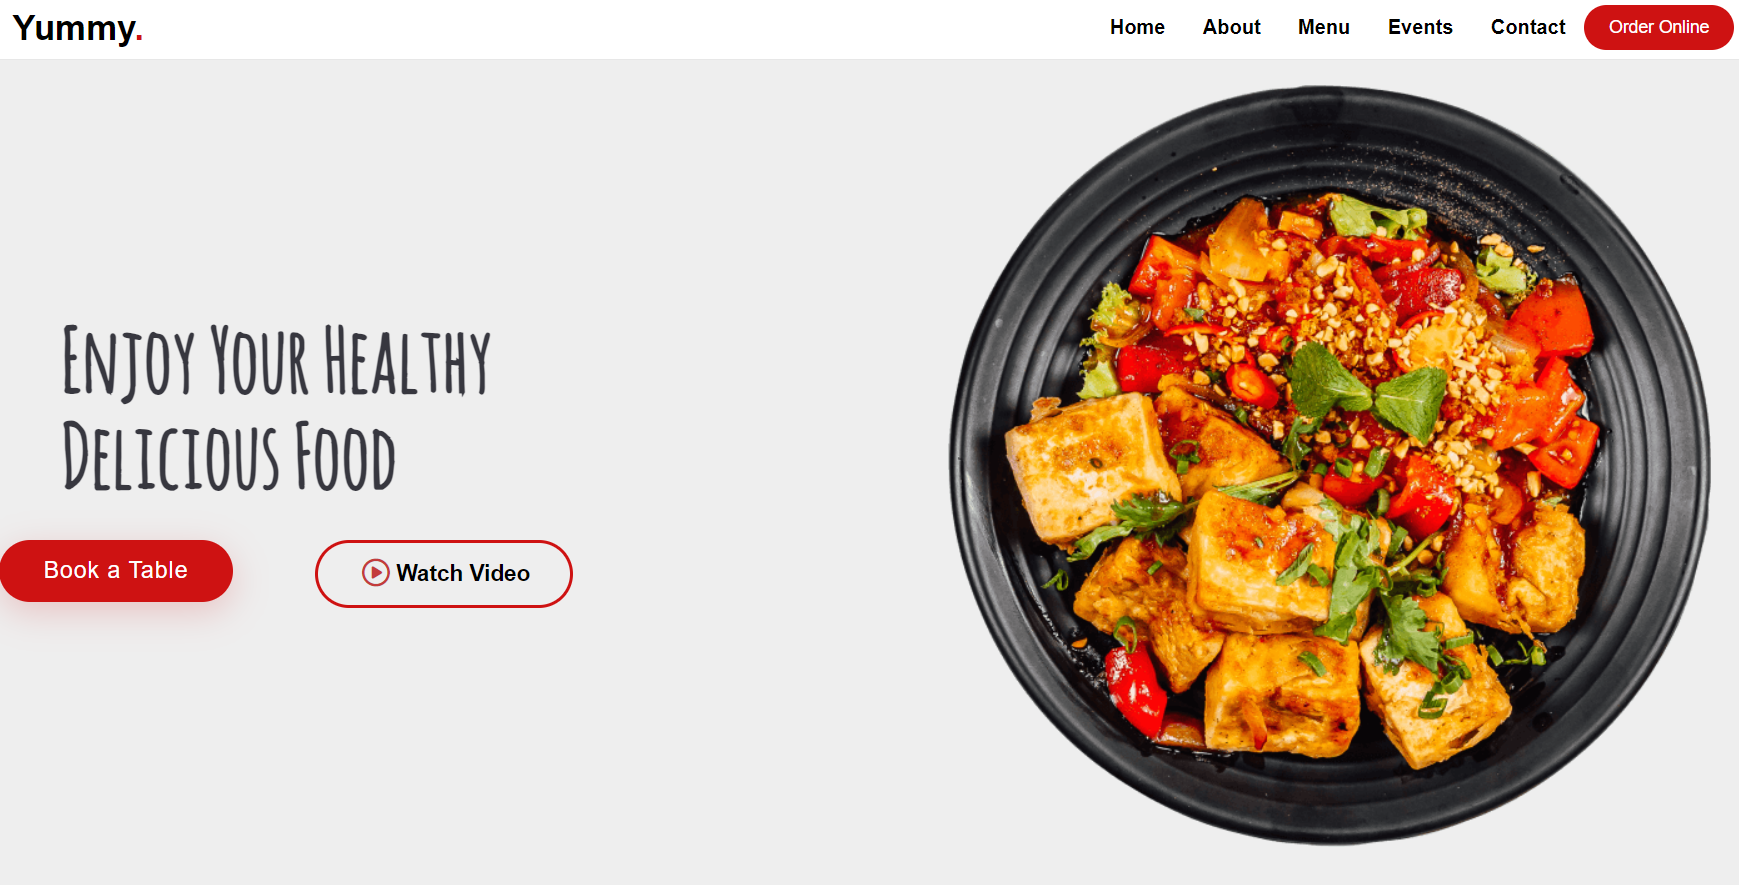 Yummy.
Home About Menu Events Contact Order Online
Enjoy Your Healthy
Delicious Food
Book a Table Watch Video